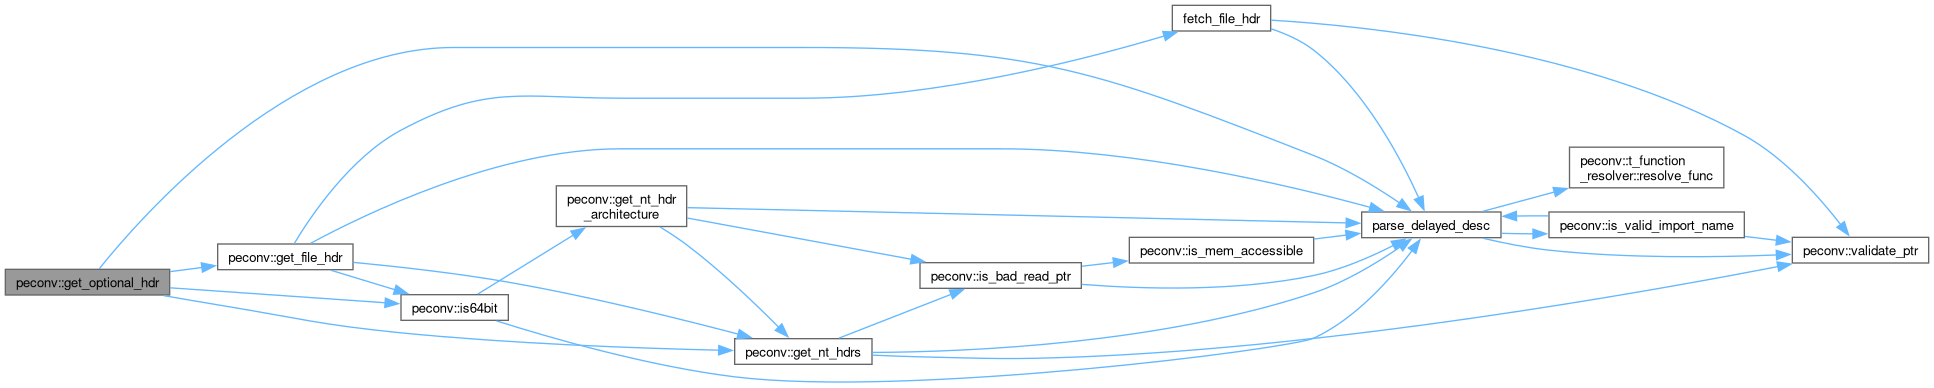 fetch_file_hdr
peconv::t_function
_resolver::resolve_func
peconv::get_nt_hdr
_architecture
parse_delayed_desc
peconv::is_valid_import_name
peconv::get_file_hdr
peconv::is_mem_accessible
peconv::validate_ptr
peconv::get_optional_hdr
peconv::is_bad_read_ptr
peconv::is64bit
peconv::get_nt_hdrs